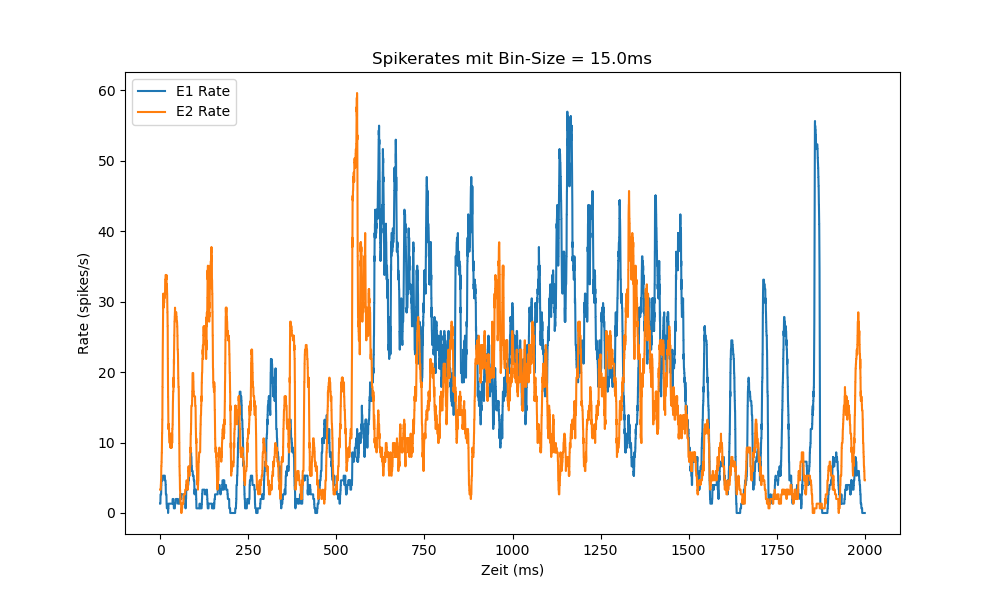 Spikerates mit Bin-Size = 15.0ms
E1 Rate
E2 Rate
60
50
40
30
20
10
0
Rate (spikes/s)
0 250 500 750 1000 1250 1500 1750 2000
Zeit (ms)